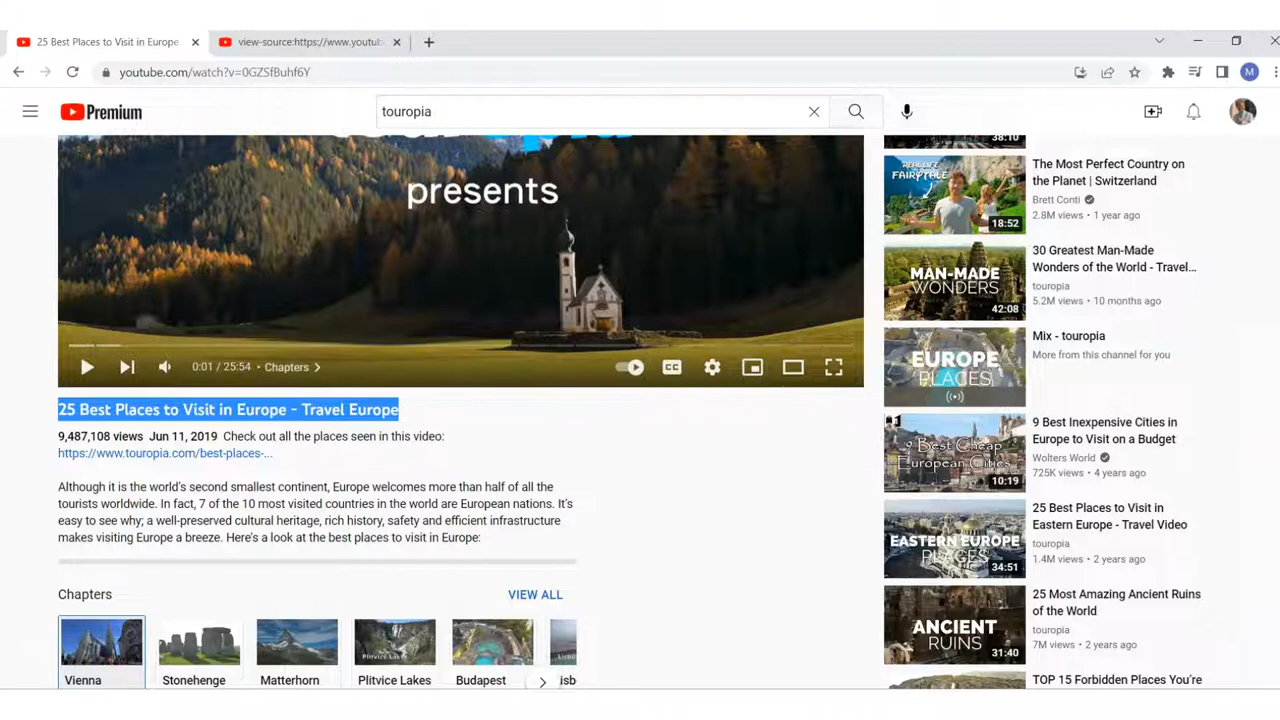 25 Best Places to Visit in Europe
view-source:https://www.youtub
youtube.com/watch?v=0GZSfBuhf6Y
M
Premium
touropia
presents
0:01 / 25:54 • Chapters
CC
25 Best Places to Visit in Europe - Travel Europe
9,487,108 views Jun 11, 2019 Check out all the places seen in this video:
https://www.touropia.com/best-places-...
Although it is the world's second smallest continent, Europe welcomes more than half of all the
tourists worldwide. In fact, 7 of the 10 most visited countries in the world are European nations. It's
easy to see why; a well-preserved cultural heritage, rich history, safety and efficient infrastructure
makes visiting Europe a breeze. Here's a look at the best places to visit in Europe:
Chapters
VIEW ALL
Plitvice Lakes
Vienna
Stonehenge
Matterhorn
Plitvice Lakes
Budapest
38:10
REAL LIFE
FAIRYTALE
18:52
The Most Perfect Country on
the Planet | Switzerland
Brett Conti
2.8M views • 1 year ago
MAN-MADE
WONDERS
42:08
30 Greatest Man-Made
Wonders of the World - Travel...
touropia
5.2M views • 10 months ago
EUROPE
PLACES
Mix - touropia
More from this channel for you
#1
9 Best Cheap
European Cities
10:19
9 Best Inexpensive Cities in
Europe to Visit on a Budget
Wolters World
725K views • 4 years ago
EASTERN EUROPE
PLACES
34:51
25 Best Places to Visit in
Eastern Europe - Travel Video
touropia
1.4M views • 2 years ago
ANCIENT
RUINS
31:40
25 Most Amazing Ancient Ruins
of the World
touropia
7M views • 2 years ago
TOP 15 Forbidden Places You're